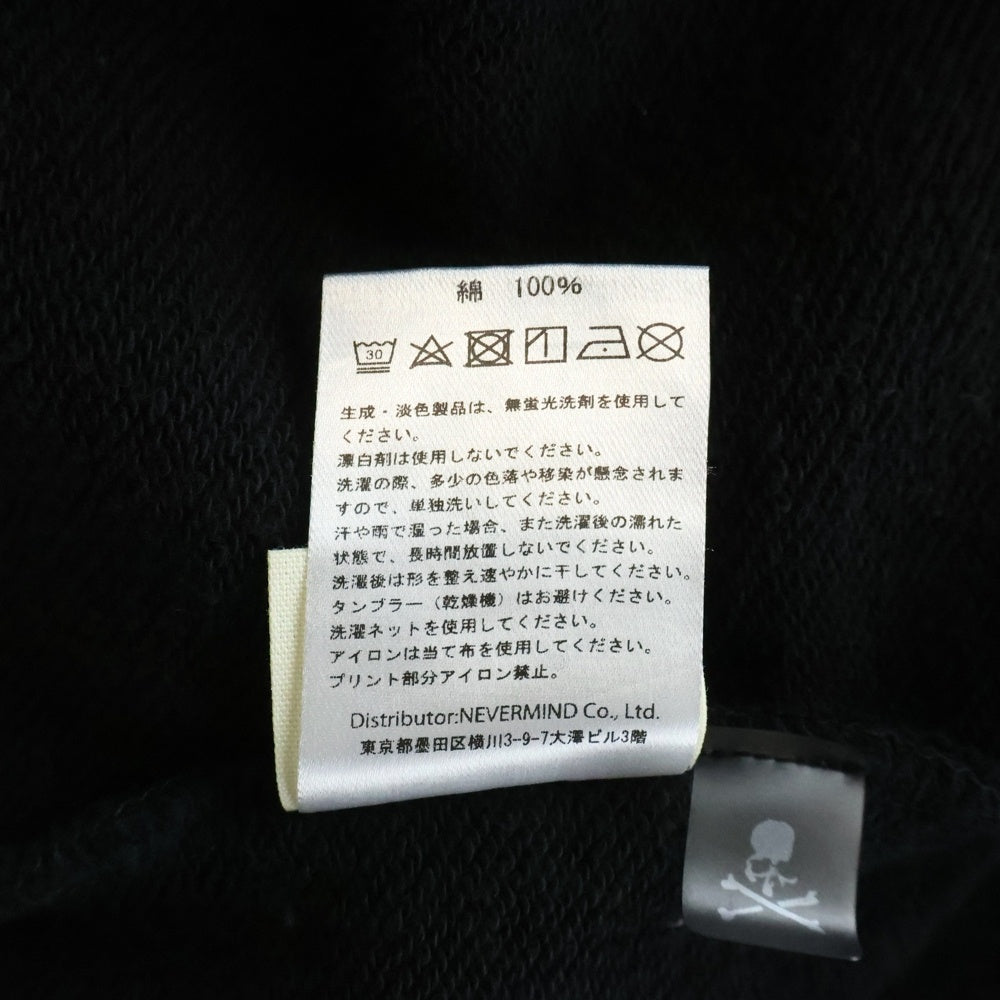 綿 100%
30
生成・淡色製品は、無蛍光洗剤を使用して
ください。
漂白剤は使用しないでください。
洗濯の際、多少の色落や移染が懸念されま
すので、単独洗いしてください。
汗や雨で湿った場合、また洗濯後の濡れた
状態で、長時間放置しないでください。
洗濯後は形を整え速やかに干してください。
タンブラー（乾燥機）はお避けください。
洗濯ネットを使用してください。
アイロンは当て布を使用してください。
プリント部分アイロン禁止。
Distributor:NEVERMIND Co., Ltd.
東京都墨田区横川3-9-7大澤ビル3階